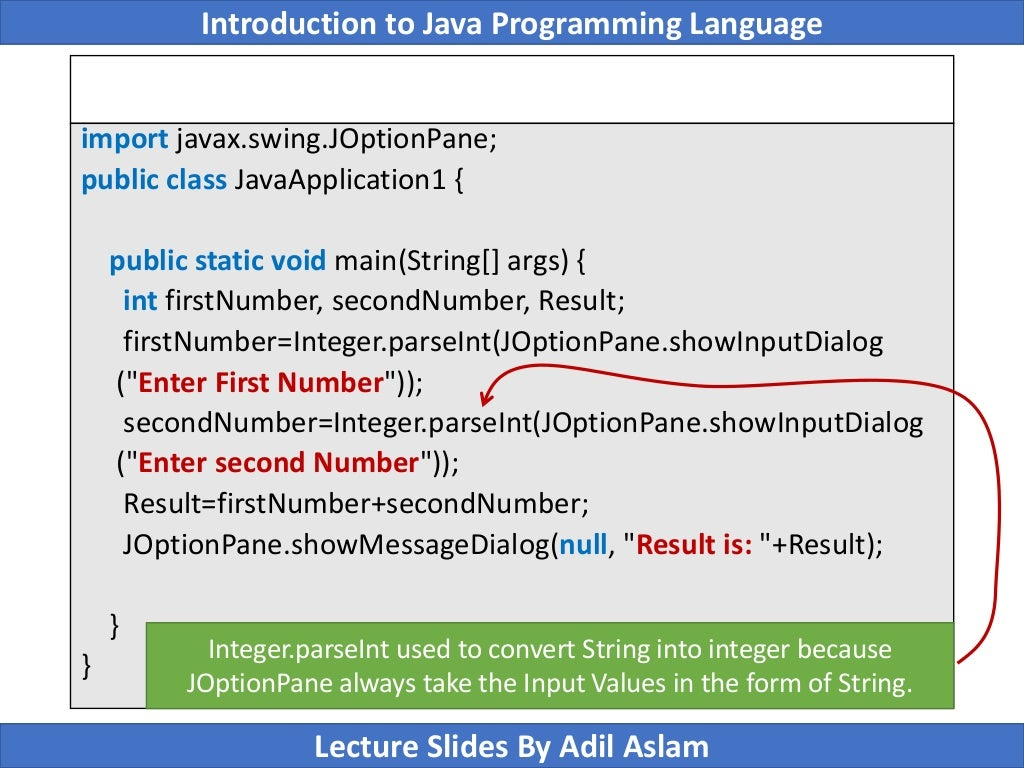 Introduction to Java Programming Language
import javax.swing.JOptionPane;
public class JavaApplication1 {
public static void main(String[] args) {
int firstNumber, secondNumber, Result;
firstNumber=Integer.parseInt(JOptionPane.showInputDialog
("Enter First Number"));
secondNumber=Integer.parseInt(JOptionPane.showInputDialog
("Enter second Number"));
Result=firstNumber+secondNumber;
JOptionPane.showMessageDialog(null, "Result is: "+Result);
}
}
Integer.parseInt used to convert String into integer because
JOptionPane always take the Input Values in the form of String.
Lecture Slides By Adil Aslam